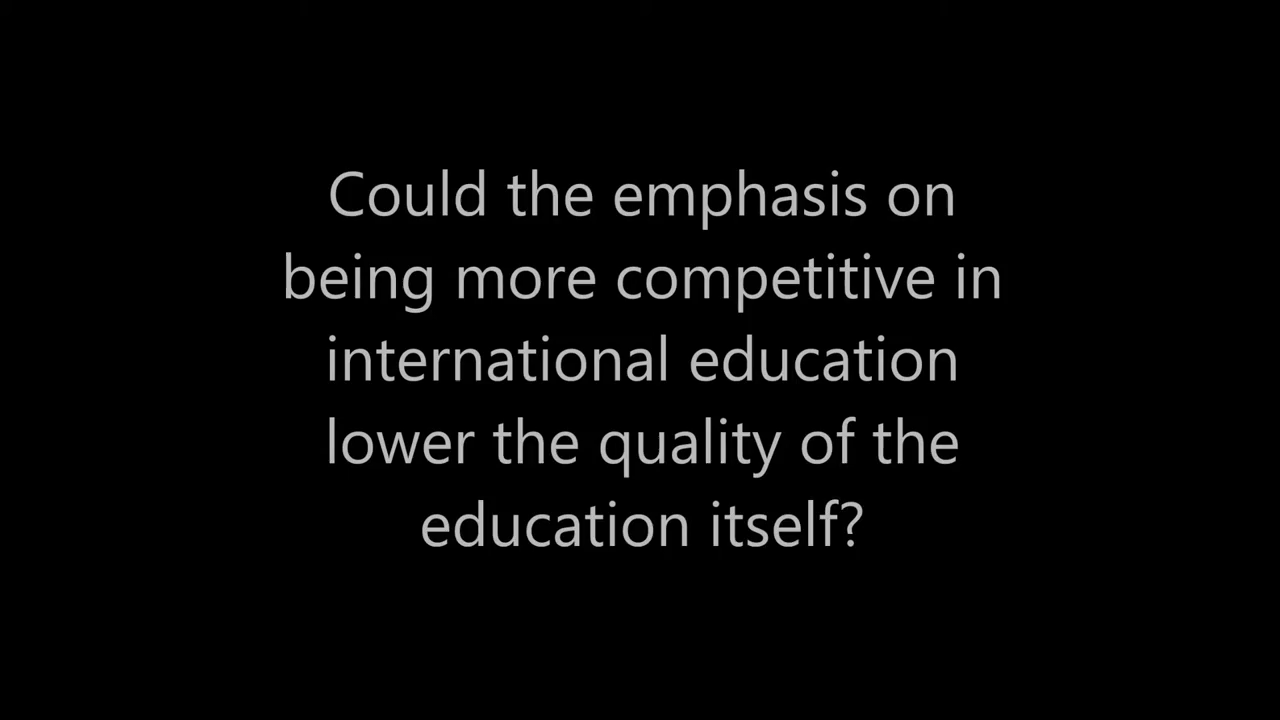 Could the emphasis on
being more competitive in
international education
lower the quality of the
education itself?